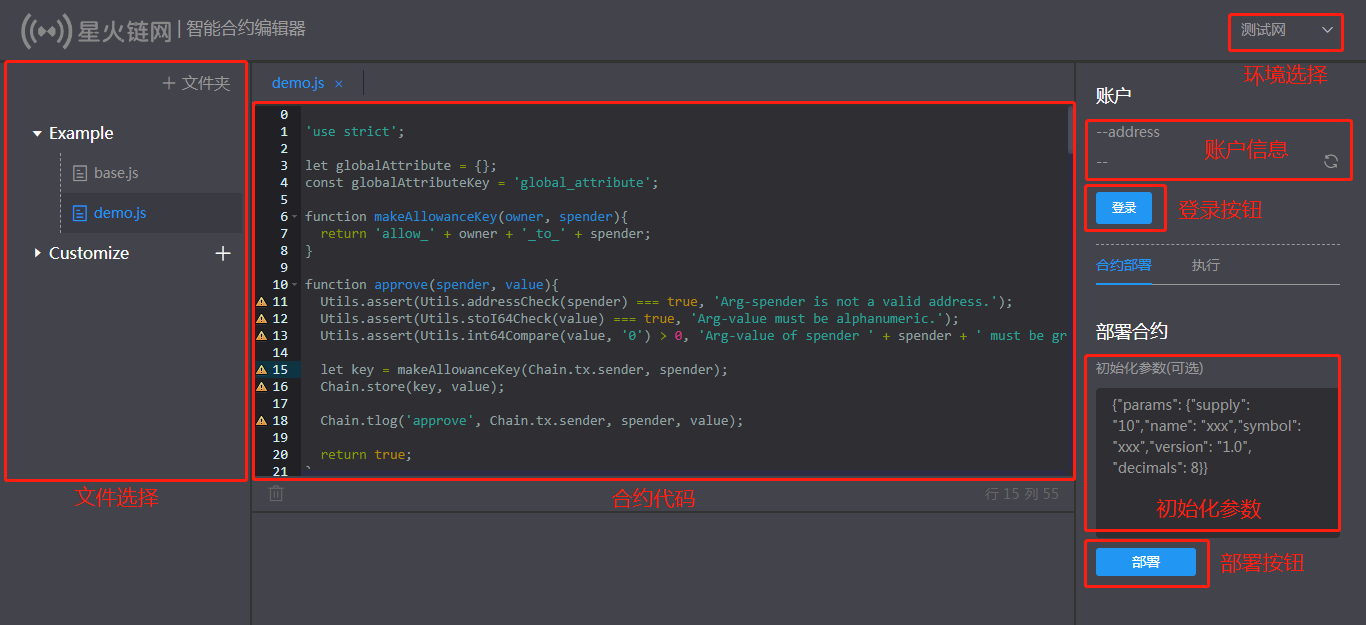 星火链网 | 智能合约编辑器
测试网
环境选择
+ 文件夹
Example
base.js
demo.js
Customize +
文件选择
demo.js ×
0
1 'use strict';
2
3 let globalAttribute = {};
4 const globalAttributeKey = 'global_attribute';
5
6 function makeAllowanceKey(owner, spender){
7 return 'allow_' + owner + '_to_' + spender;
8 }
9
10 function approve(spender, value){
11 Utils.assert(Utils.addressCheck(spender) === true, 'Arg-spender is not a valid address.');
12 Utils.assert(Utils.stoI64Check(value) === true, 'Arg-value must be alphanumeric.');
13 Utils.assert(Utils.int64Compare(value, '0') > 0, 'Arg-value of spender ' + spender + ' must be gr
14
15 let key = makeAllowanceKey(Chain.tx.sender, spender);
16 Chain.store(key, value);
17
18 Chain.tlog('approve', Chain.tx.sender, spender, value);
19
20 return true;
21
合约代码
行 15 列 55
账户
--address
--
账户信息
登录
登录按钮
合约部署 执行
部署合约
初始化参数(可选)
{"params": {"supply":
"10","name": "xxx","symbol":
"xxx","version": "1.0",
"decimals": 8}}
初始化参数
部署
部署按钮